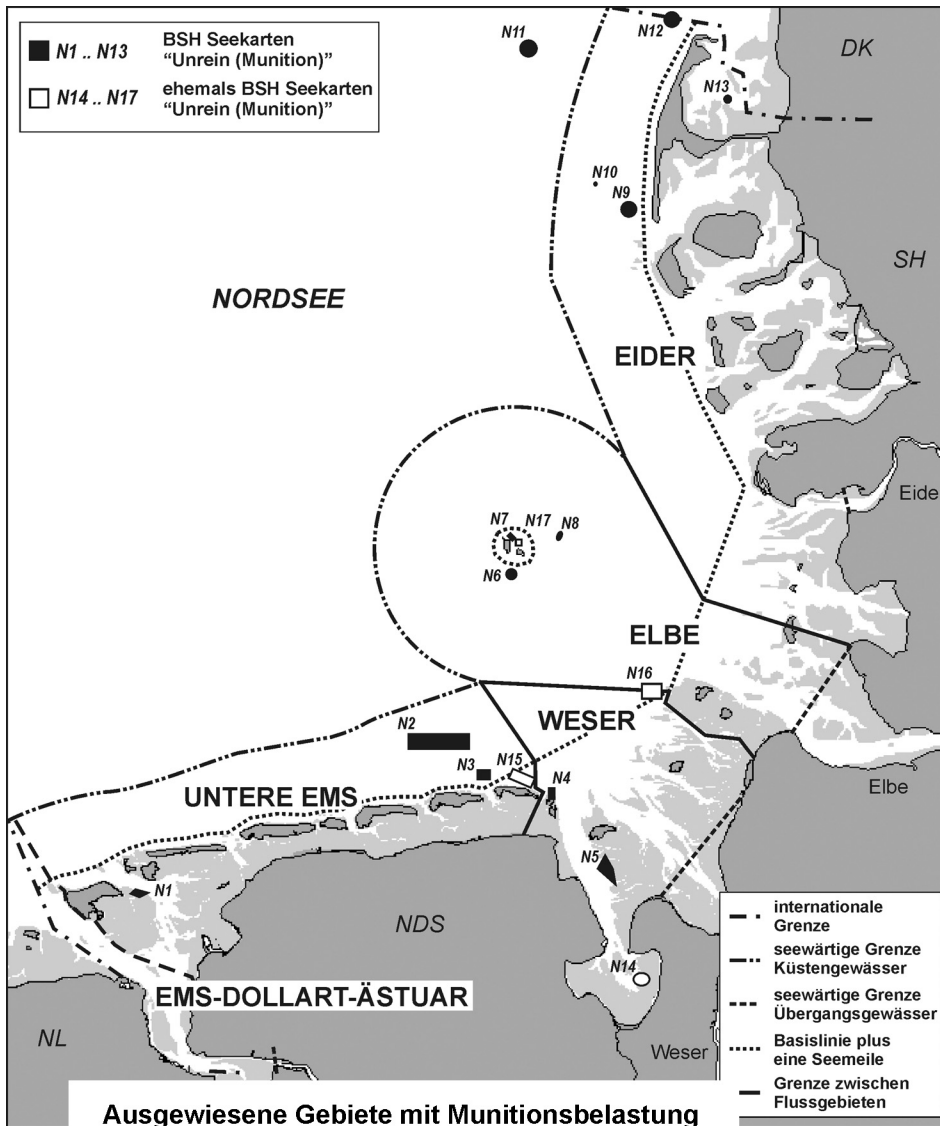 N1 .. N13
BSH Seekarten
“Unrein (Munition)”
N14 .. N17
ehemals BSH Seekarten
“Unrein (Munition)”
N11
N12
DK
N13
N10
N9
SH
NORDSEE
EIDER
Eide
N7
N17
N8
N6
ELBE
N16
WESER
N2
N3
N15
N4
UNTERE EMS
Elbe
N5
N1
NDS
N14
EMS-DOLLART-ÄSTUAR
NL
Weser
internationale
Grenze
seewärtige Grenze
Küstengewässer
seewärtige Grenze
Übergangsgewässer
Basislinie plus
eine Seemeile
Grenze zwischen
Flussgebieten
Ausgewiesene Gebiete mit Munitionsbelastung